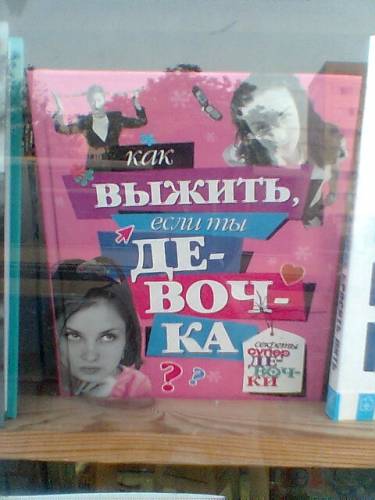 как
ВЫЖИТЬ,
если ты
ДЕ-
ВОЧ-
КА
??
секреты
супер
ДЕ-
ВОЧ-
КИ